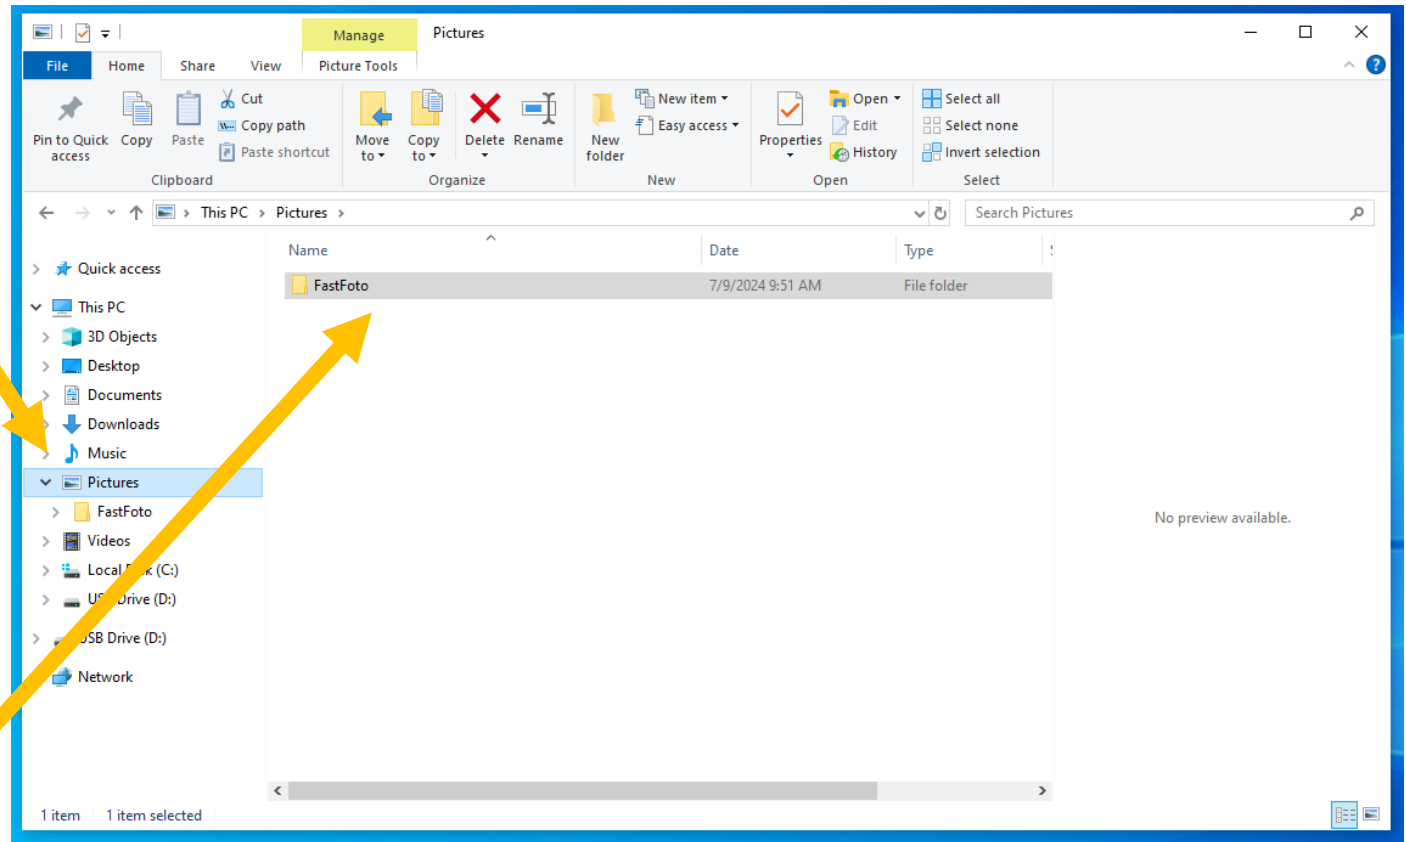 Manage
Pictures
File
Home
Share
View
Picture Tools
Pin to Quick access
Copy
Paste
Cut
Copy path
Paste shortcut
Move to
Copy to
Delete
Rename
New folder
New item
Easy access
Properties
Open
Edit
History
Select all
Select none
Invert selection
Clipboard
Organize
New
Open
Select
This PC > Pictures >
Search Pictures
Name
Date
Type
Quick access
This PC
3D Objects
Desktop
Documents
Downloads
Music
Pictures
FastFoto
Videos
Local (C:)
Drive (D:)
Drive (D:)
Network
FastFoto
7/9/2024 9:51 AM
File folder
No preview available.
1 item
1 item selected